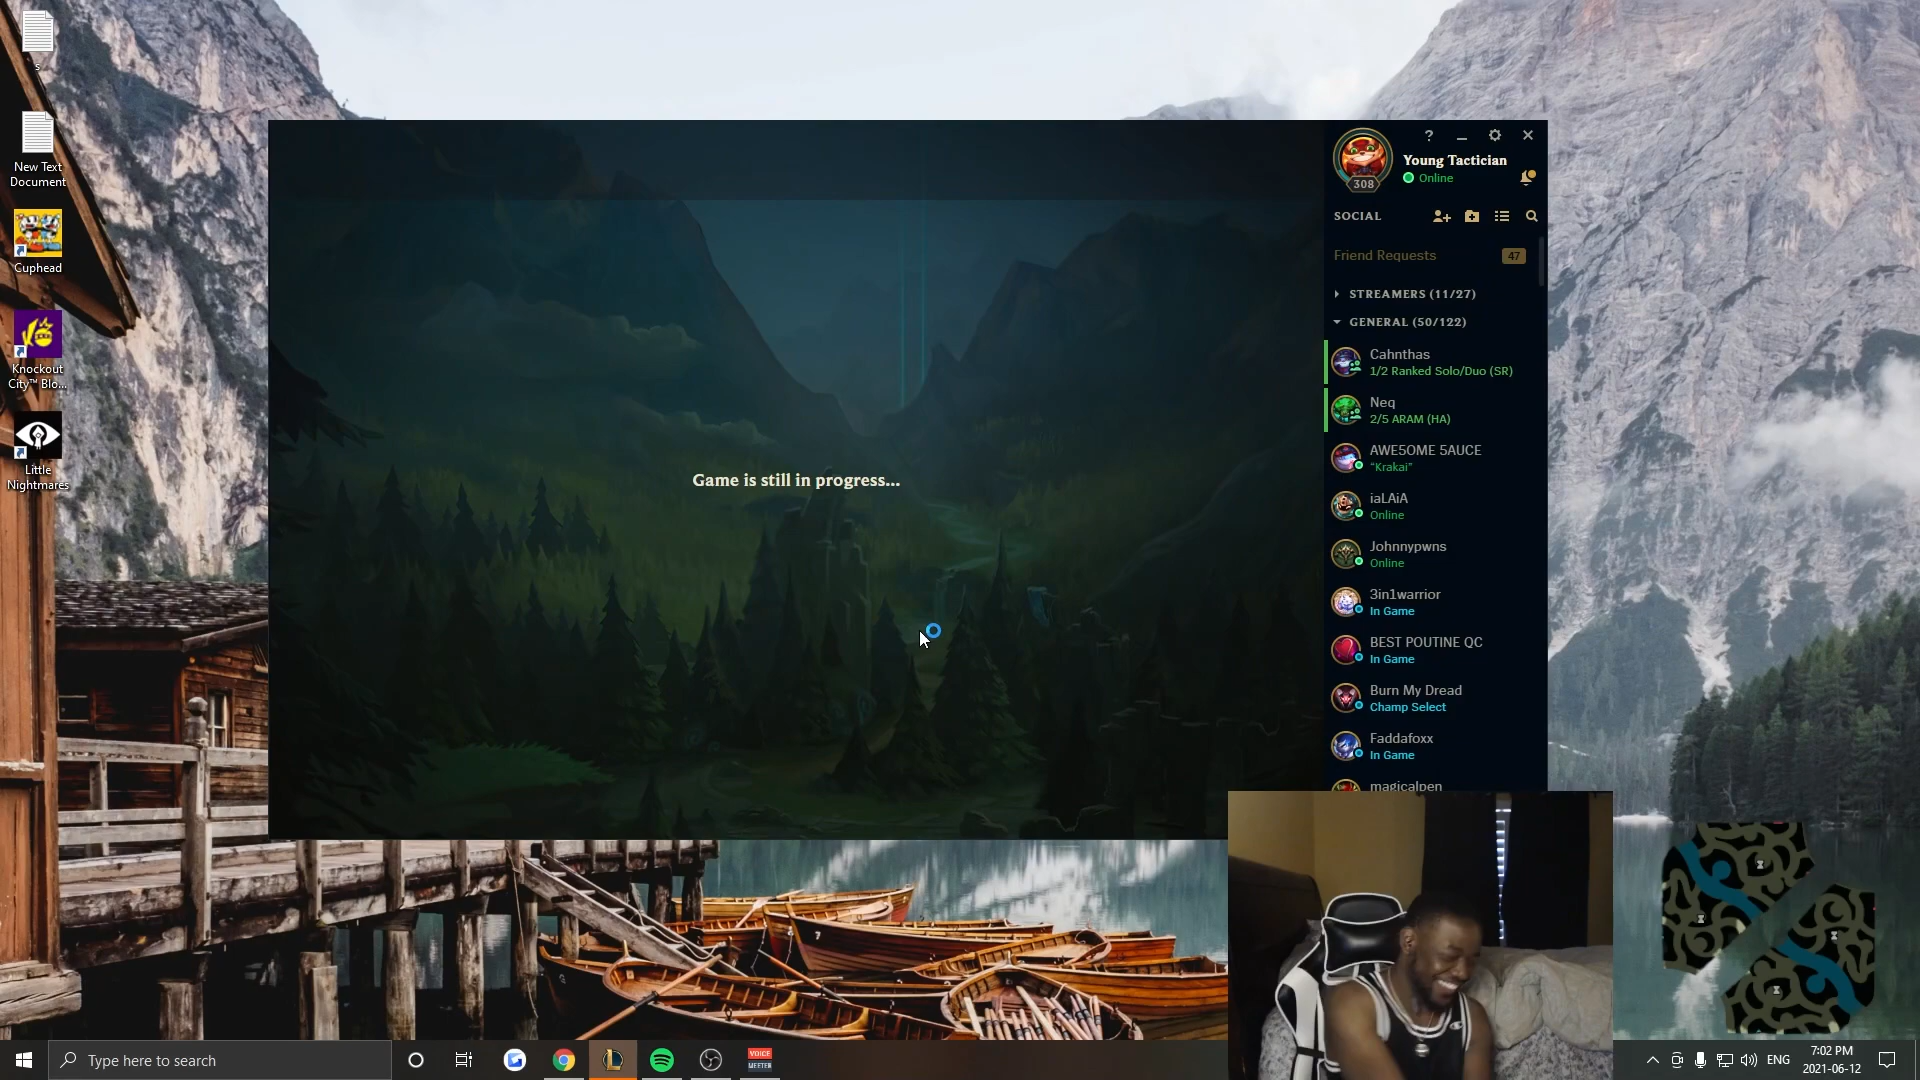 s
New Text
Document
Cuphead
Knockout
City™ Blo...
Little
Nightmares
Game is still in progress...
308
Young Tactician
Online
SOCIAL
Friend Requests
47
STREAMERS (11/27)
GENERAL (50/122)
Cahnthas
1/2 Ranked Solo/Duo (SR)
Neq
2/5 ARAM (HA)
AWE5OME 5AUCE
"Krakai"
iaLAiA
Online
Johnnypwns
Online
3in1warrior
In Game
BEST POUTINE QC
In Game
Burn My Dread
Champ Select
Faddafoxx
In Game
magicalpen
Type here to search
VOICE
MEETER
ENG
7:02 PM
2021-06-12